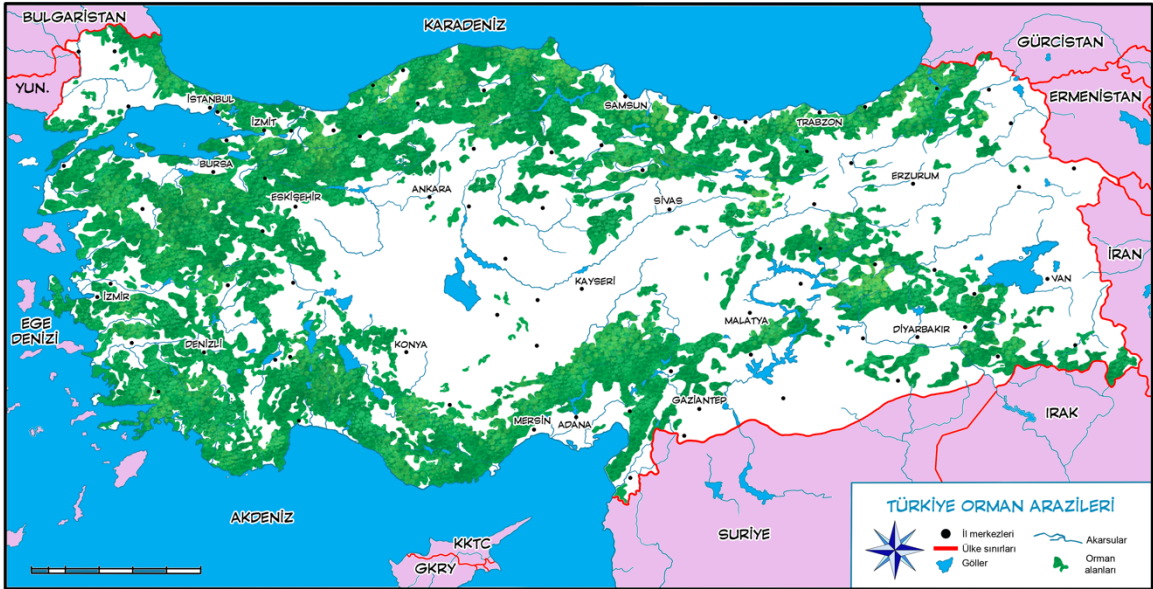 BULGARİSTAN
KARADENİZ
GÜRCİSTAN
YUN.
ERMENİSTAN
İSTANBUL
SAMSUN
İZMİT
TRABZON
BURSA
ERZURUM
ANKARA
ESKİŞEHİR
SİVAS
İRAN
VAN
KAYSERİ
İZMİR
EGE
DENİZİ
MALATYA
DİYARBAKIR
DENİZLİ
KONYA
GAZİANTEP
MERSİN
ADANA
IRAK
AKDENİZ
SURİYE
KKTC
GKRY
TÜRKİYE ORMAN ARAZİLERİ
İl merkezleri
Ülke sınırları
Göller
Akarsular
Orman
alanları